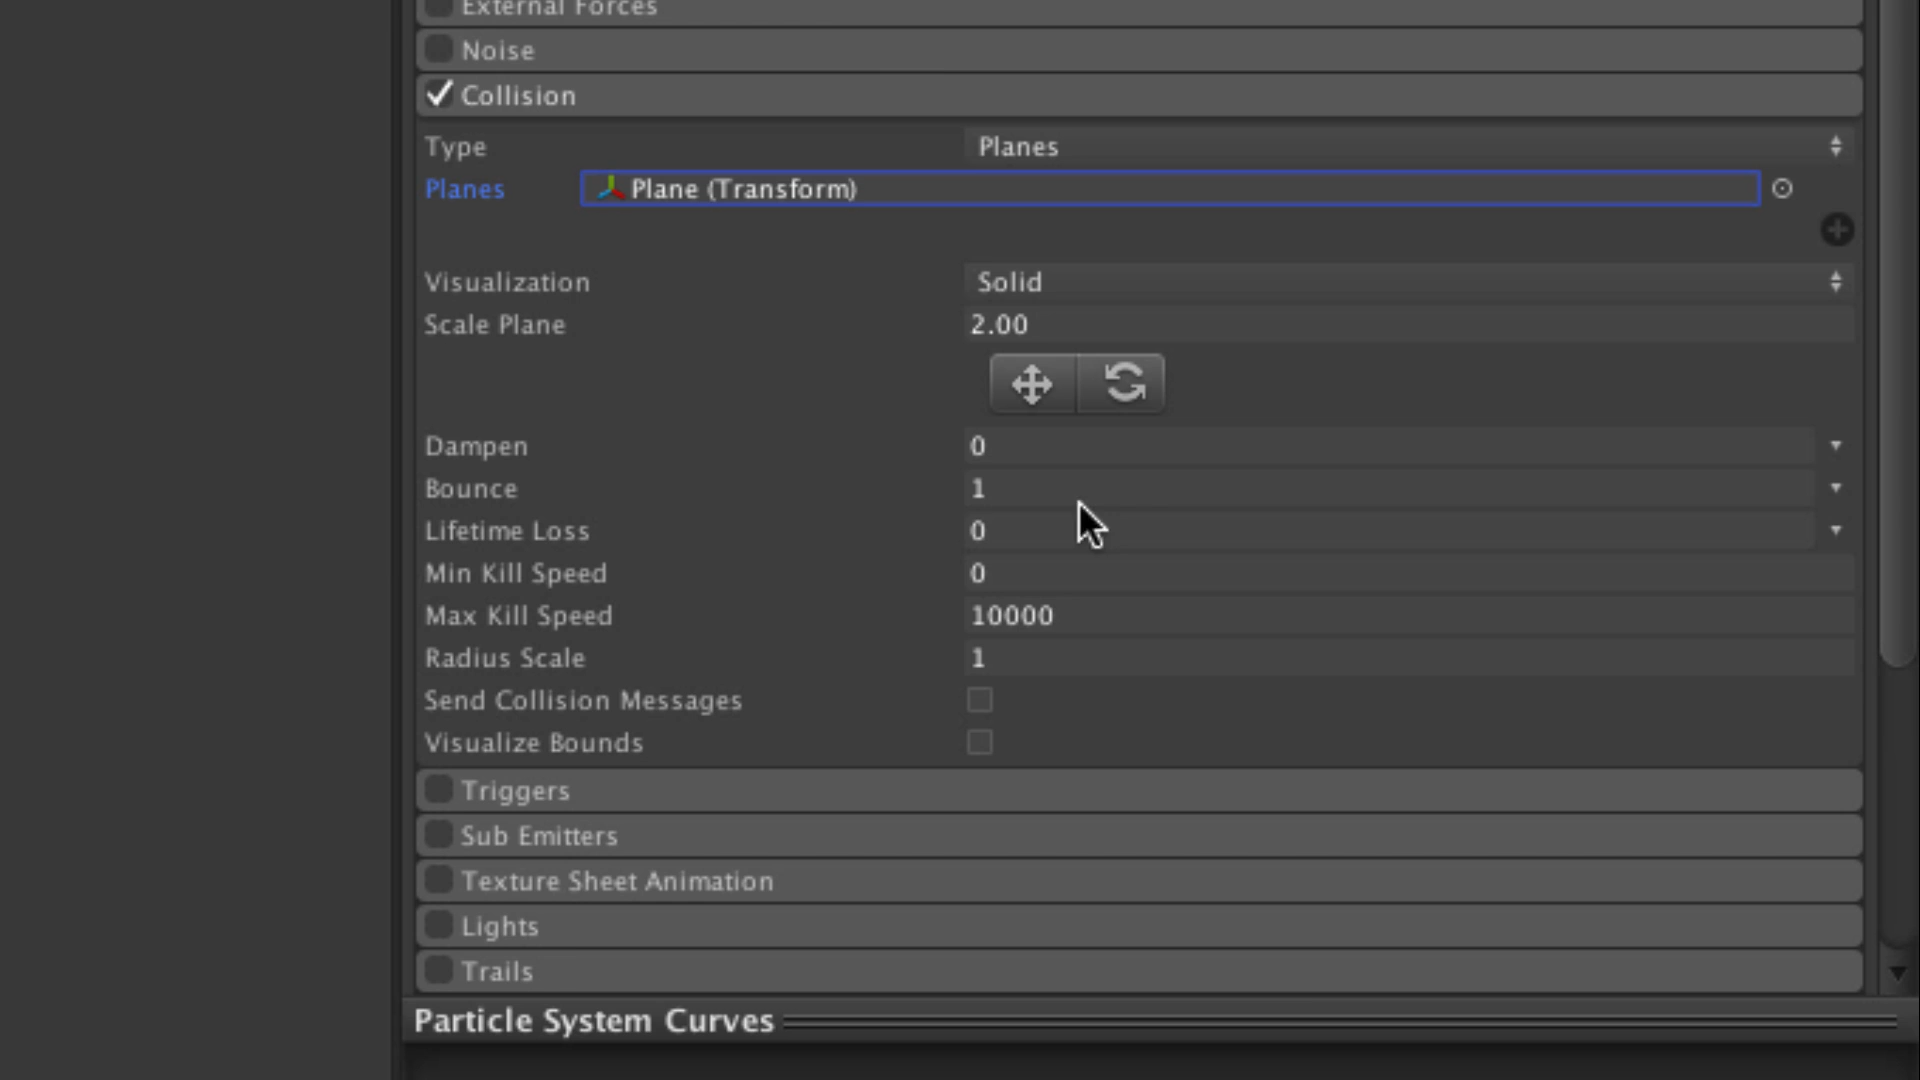 External Forces
Noise
Collision
Type Planes
Planes Plane (Transform)
Visualization Solid
Scale Plane 2.00
Dampen 0
Bounce 1
Lifetime Loss 0
Min Kill Speed 0
Max Kill Speed 10000
Radius Scale 1
Send Collision Messages
Visualize Bounds
Triggers
Sub Emitters
Texture Sheet Animation
Lights
Trails
Particle System Curves